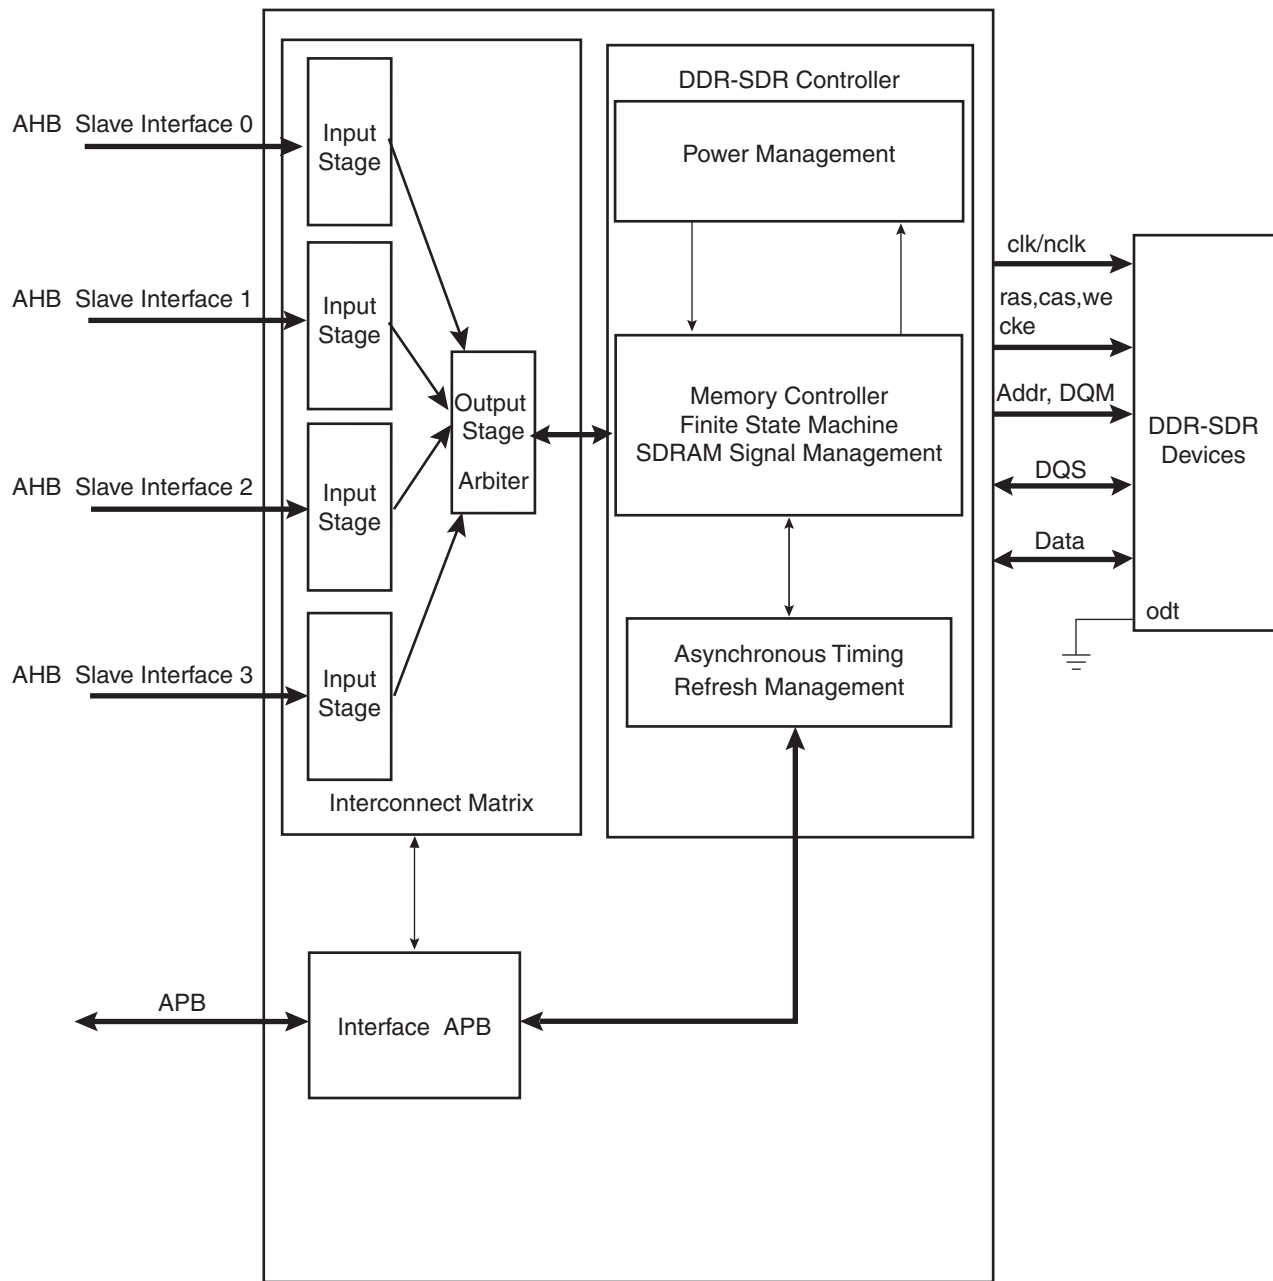 DDR-SDR Controller
AHB Slave Interface 0
Input
Stage
Power Management
AHB Slave Interface 1
Input
Stage
clk/nclk
ras,cas,we
cke
Output
Stage
Arbiter
Memory Controller
Finite State Machine
SDRAM Signal Management
Addr, DQM
DDR-SDR
Devices
AHB Slave Interface 2
Input
Stage
DQS
Data
odt
AHB Slave Interface 3
Input
Stage
Asynchronous Timing
Refresh Management
Interconnect Matrix
APB
Interface APB